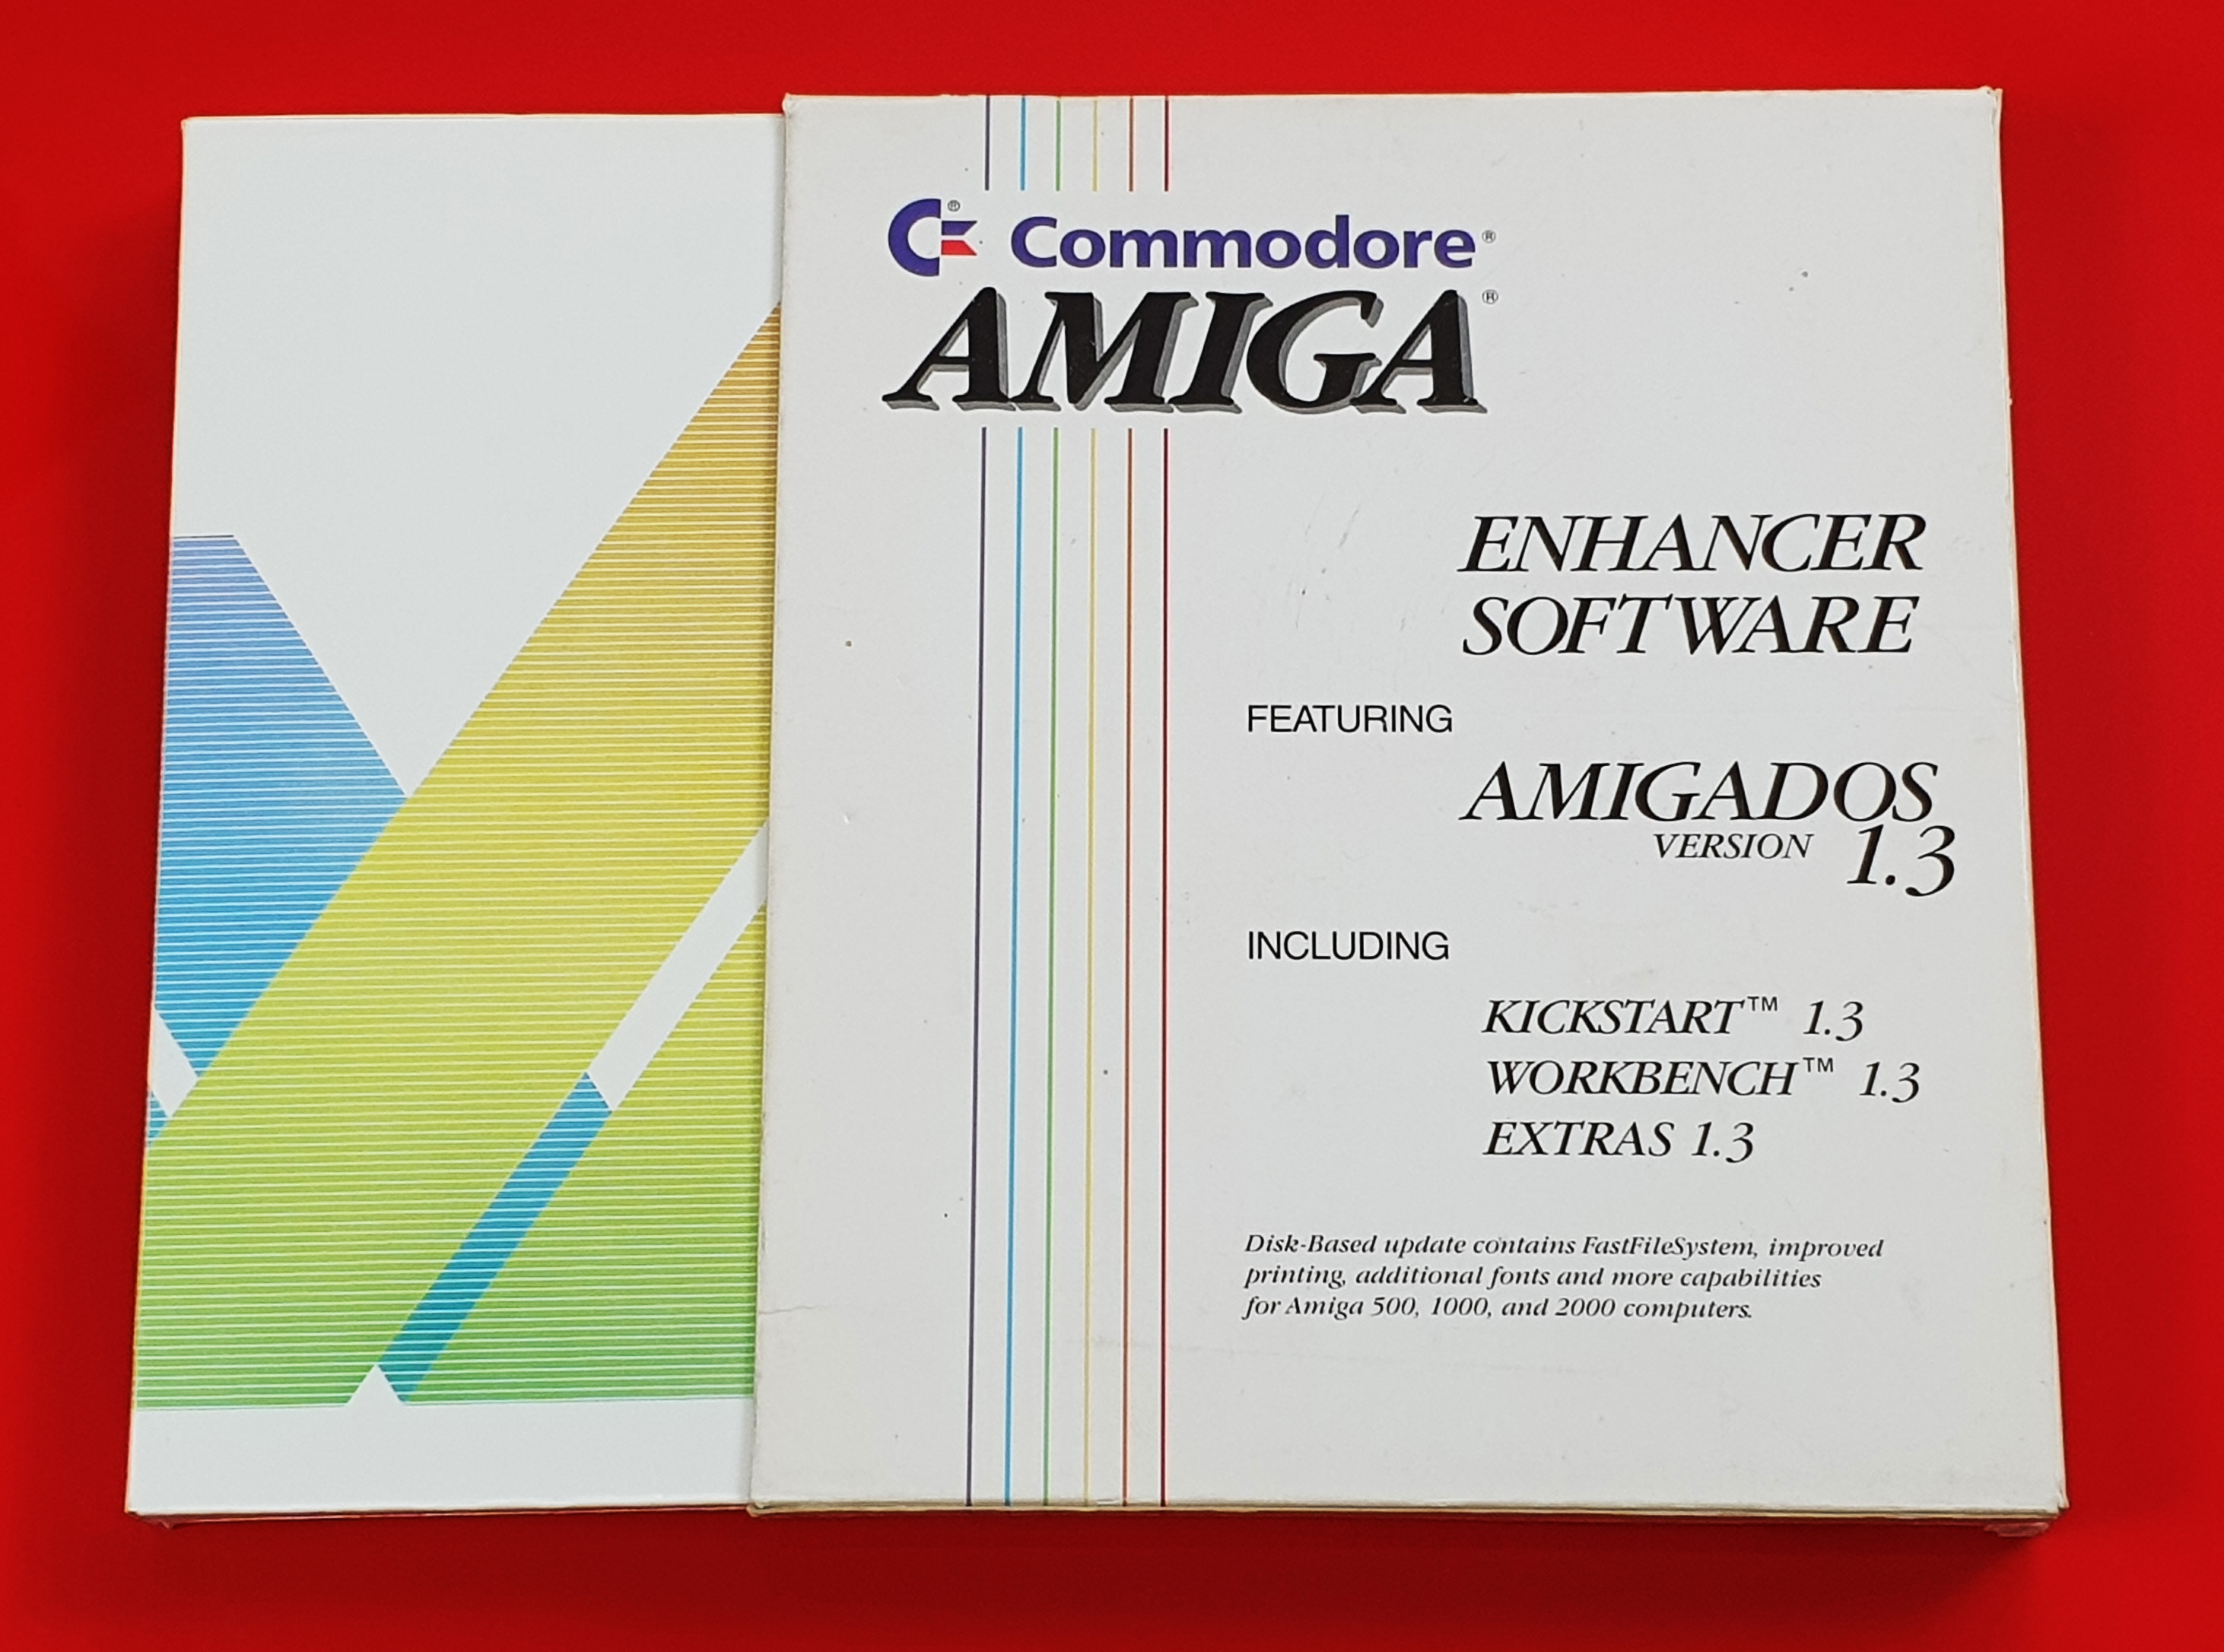 Commodore®
AMIGA®
ENHANCER
SOFTWARE
FEATURING
AMIGADOS
VERSION 1.3
INCLUDING
KICKSTART™ 1.3
WORKBENCH™ 1.3
EXTRAS 1.3
Disk-Based update contains FastFileSystem, improved
printing, additional fonts and more capabilities
for Amiga 500, 1000, and 2000 computers.